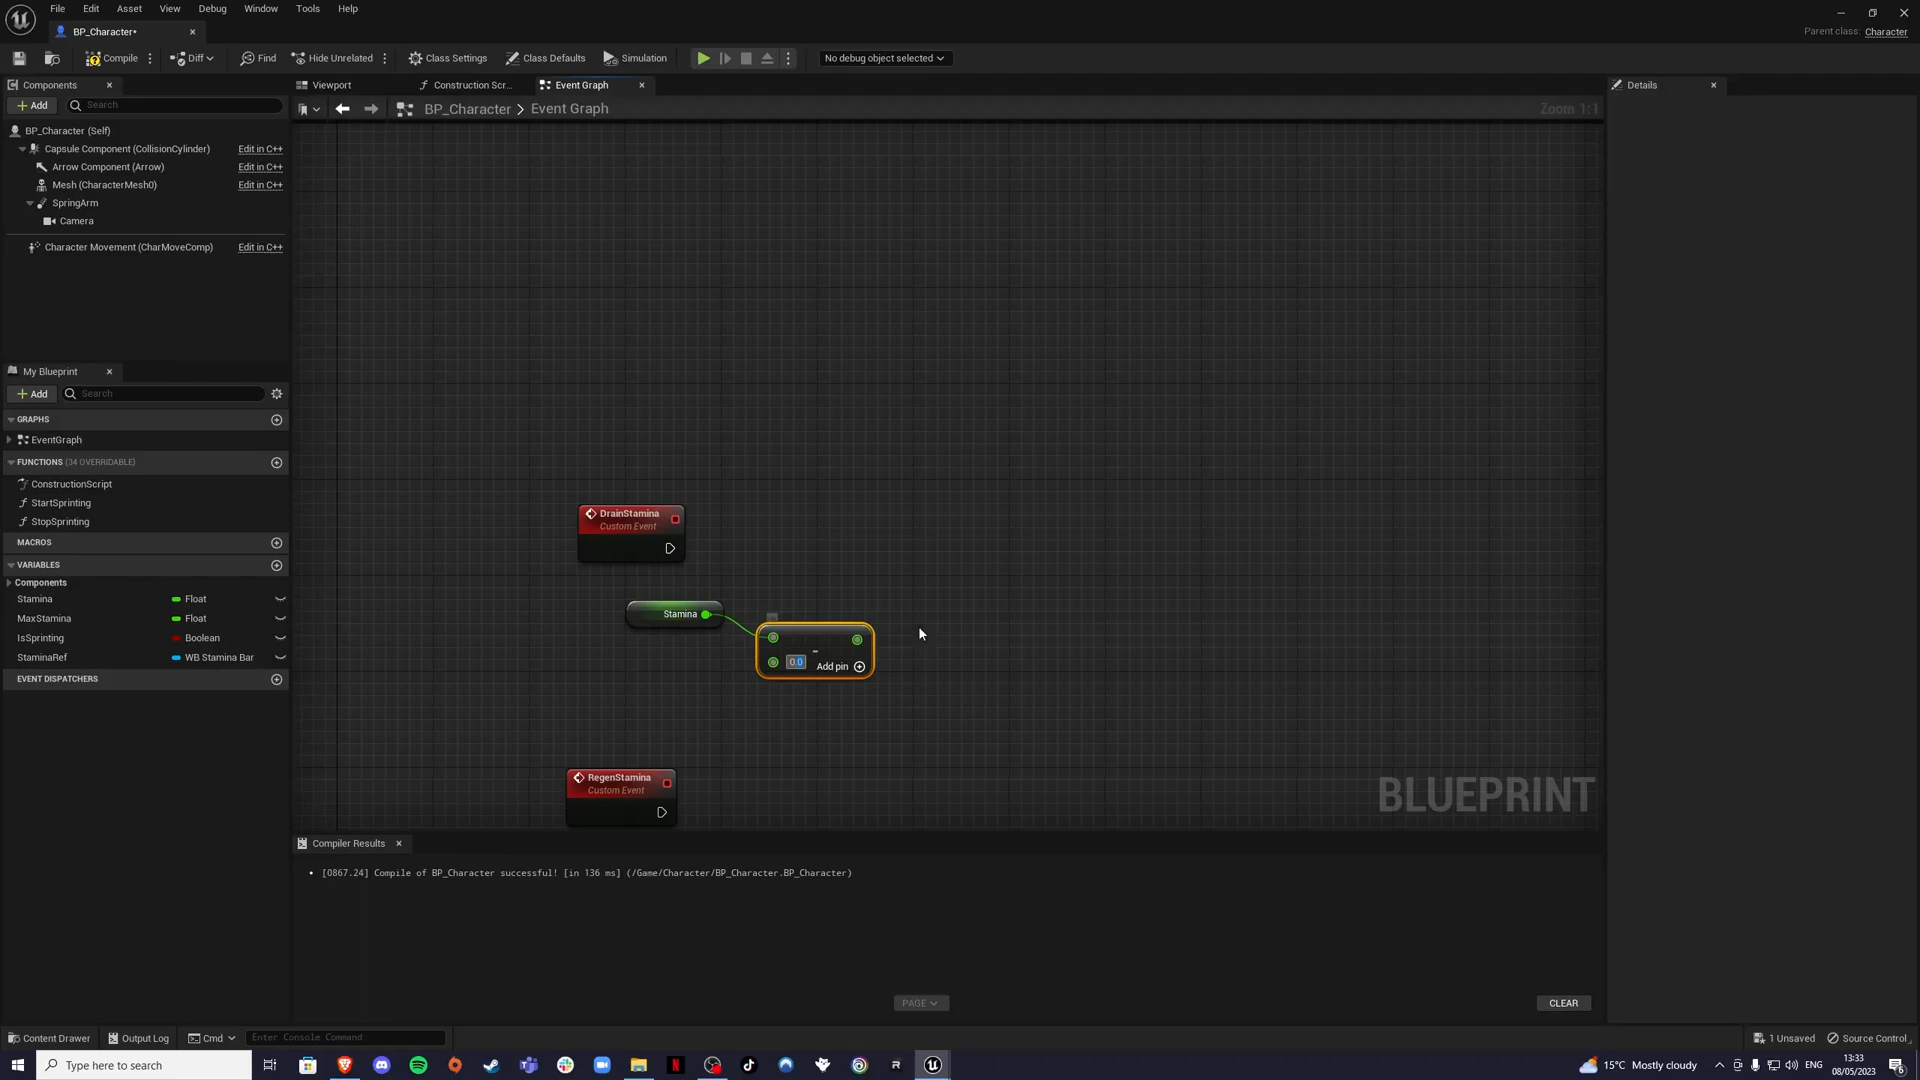 File Edit Asset View Debug Window Tools Help
BP_Character*
Parent class: Character
Compile Diff Find Hide Unrelated Class Settings Class Defaults Simulation No debug object selected
Components
Add Search
BP_Character (Self)
Capsule Component (CollisionCylinder) Edit in C++
Arrow Component (Arrow) Edit in C++
Mesh (CharacterMesh0) Edit in C++
SpringArm
Camera
Character Movement (CharMoveComp) Edit in C++
My Blueprint
Add Search
GRAPHS
EventGraph
FUNCTIONS (34 OVERRIDABLE)
ConstructionScript
StartSprinting
StopSprinting
MACROS
VARIABLES
Components
Stamina Float
MaxStamina Float
IsSprinting Boolean
StaminaRef WB Stamina Bar
EVENT DISPATCHERS
Viewport Construction Scr... Event Graph
BP_Character > Event Graph Zoom 1:1
DrainStamina
Custom Event
Stamina
0.0 - Add pin
RegenStamina
Custom Event
BLUEPRINT
Compiler Results
[0867.24] Compile of BP_Character successful! [in 136 ms] (/Game/Character/BP_Character.BP_Character)
PAGE CLEAR
Details
Content Drawer Output Log Cmd Enter Console Command 1 Unsaved Source Control
Type here to search 15°C Mostly cloudy ENG
13:33
08/05/2023
6